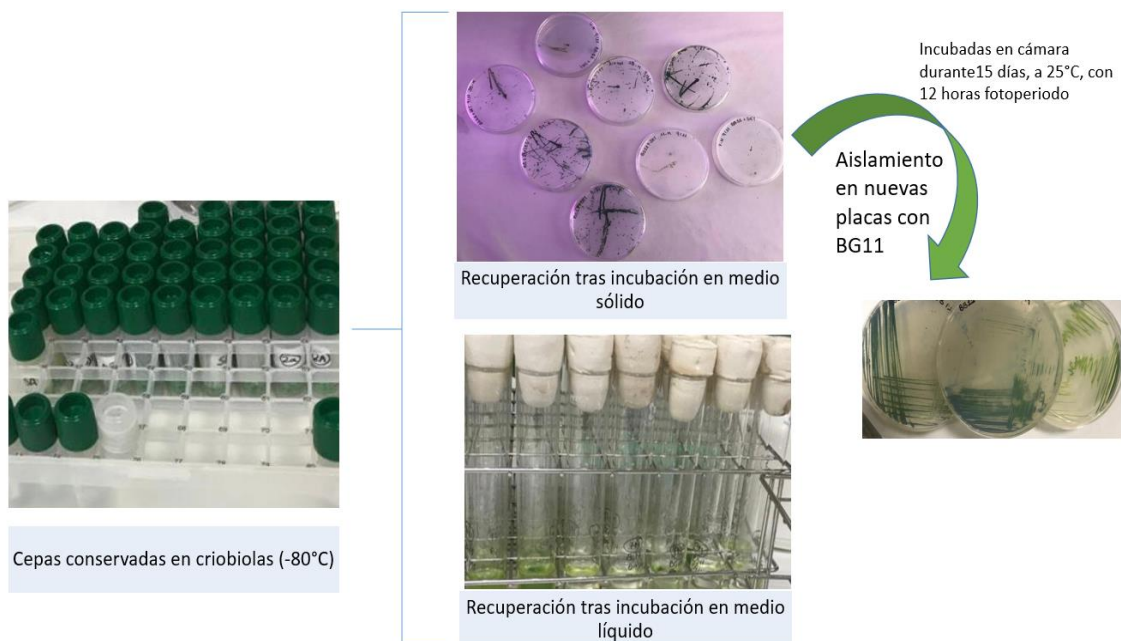 Incubadas en cámara
durante15 días, a 25°C, con
12 horas fotoperiodo
Aislamiento
en nuevas
placas con
BG11
Recuperación tras incubación en medio
sólido
Cepas conservadas en criobiolas (-80°C)
Recuperación tras incubación en medio
líquido